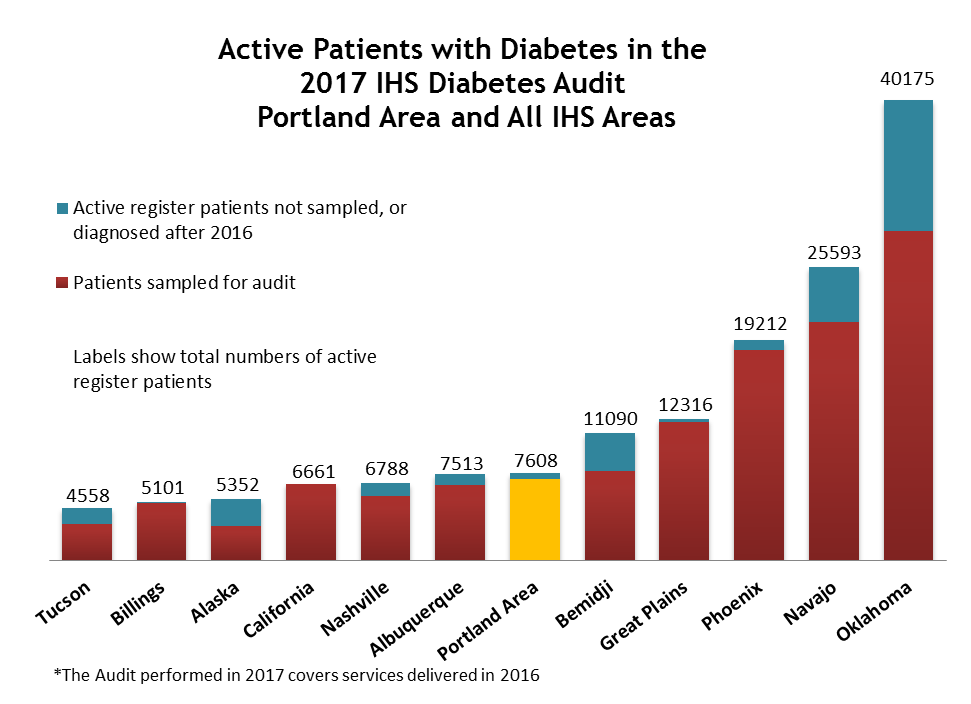 Active Patients with Diabetes in the
2017 IHS Diabetes Audit
Portland Area and All IHS Areas
Active register patients not sampled, or
diagnosed after 2016
Patients sampled for audit
Labels show total numbers of active
register patients
4558
5101
5352
6661
6788
7513
7608
11090
12316
19212
25593
40175
Tucson
Billings
Alaska
California
Nashville
Albuquerque
Portland Area
Bemidji
Great Plains
Phoenix
Navajo
Oklahoma
*The Audit performed in 2017 covers services delivered in 2016